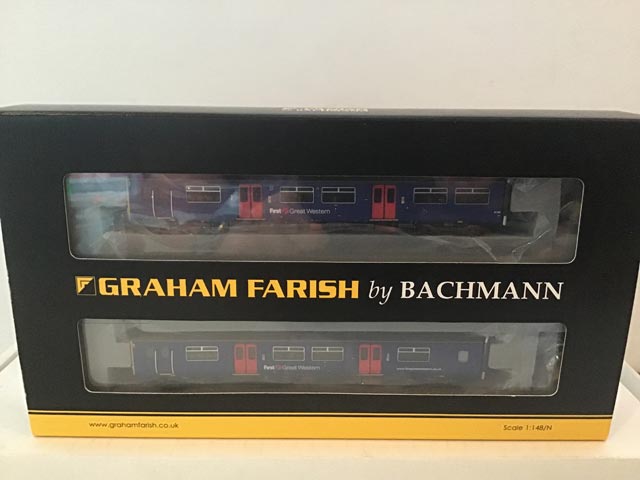 First Great Western
GRAHAM FARISH by BACHMANN
First Great Western
www.grahamfarish.co.uk
Scale 1:148/N